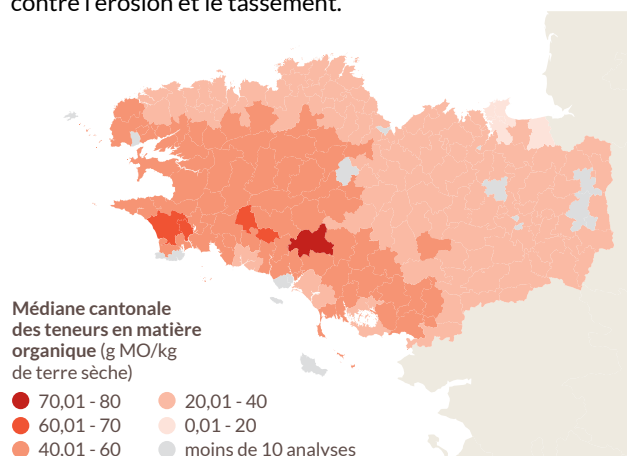 contre l'érosion et le tassement.
Médiane cantonale
des teneurs en matière
organique (g MO/kg
de terre sèche)
70,01 - 80
60,01 - 70
40,01 - 60
20,01 - 40
0,01 - 20
moins de 10 analyses